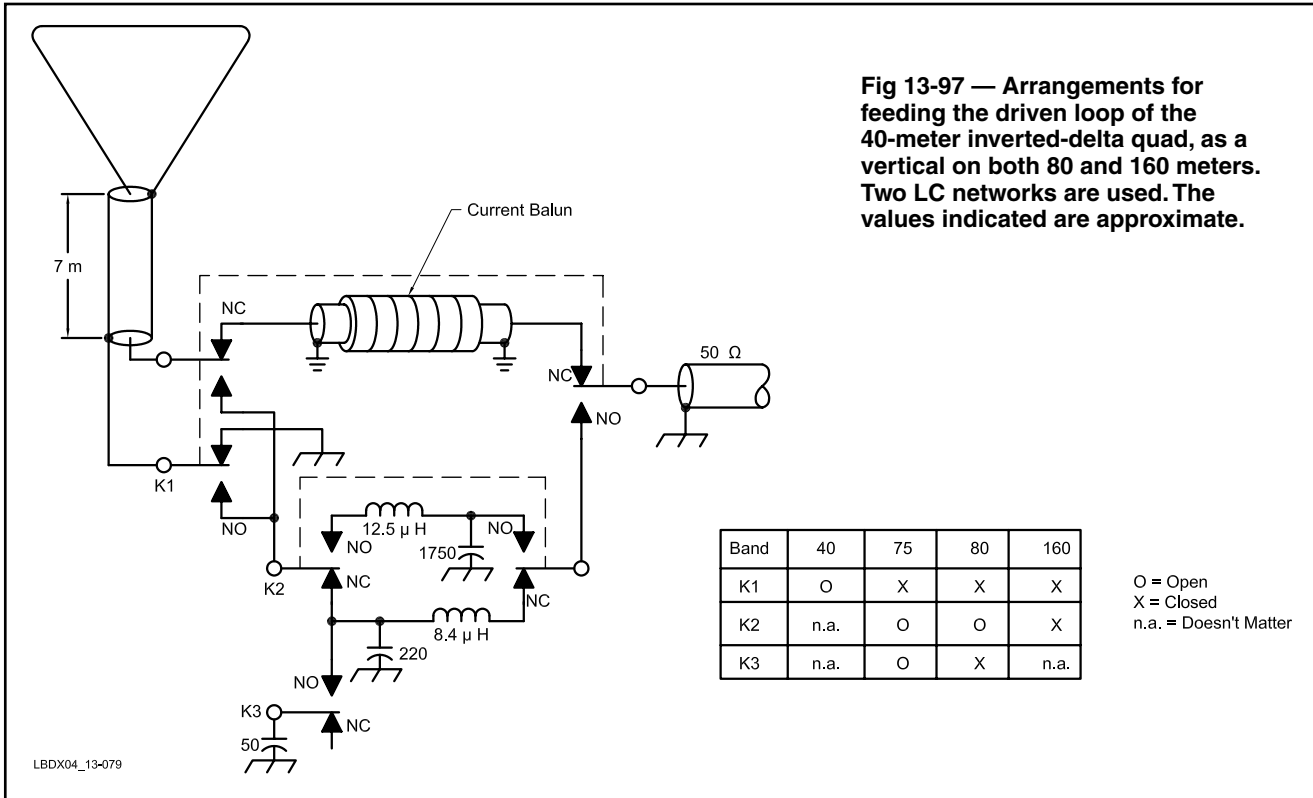 Fig 13-97 — Arrangements for
feeding the driven loop of the
40-meter inverted-delta quad, as a
vertical on both 80 and 160 meters.
Two LC networks are used. The
values indicated are approximate.
Current Balun
7 m
NC
50 Ω
NC
NO
K1
NO
12.5 µ H
NO
NO
1750
K2
NC
NC
8.4 µ H
220
NO
K3
NC
50
Band 40 75 80 160
K1 O X X X
K2 n.a. O O X
K3 n.a. O X n.a.
O = Open
X = Closed
n.a. = Doesn't Matter
LBDX04_13-079